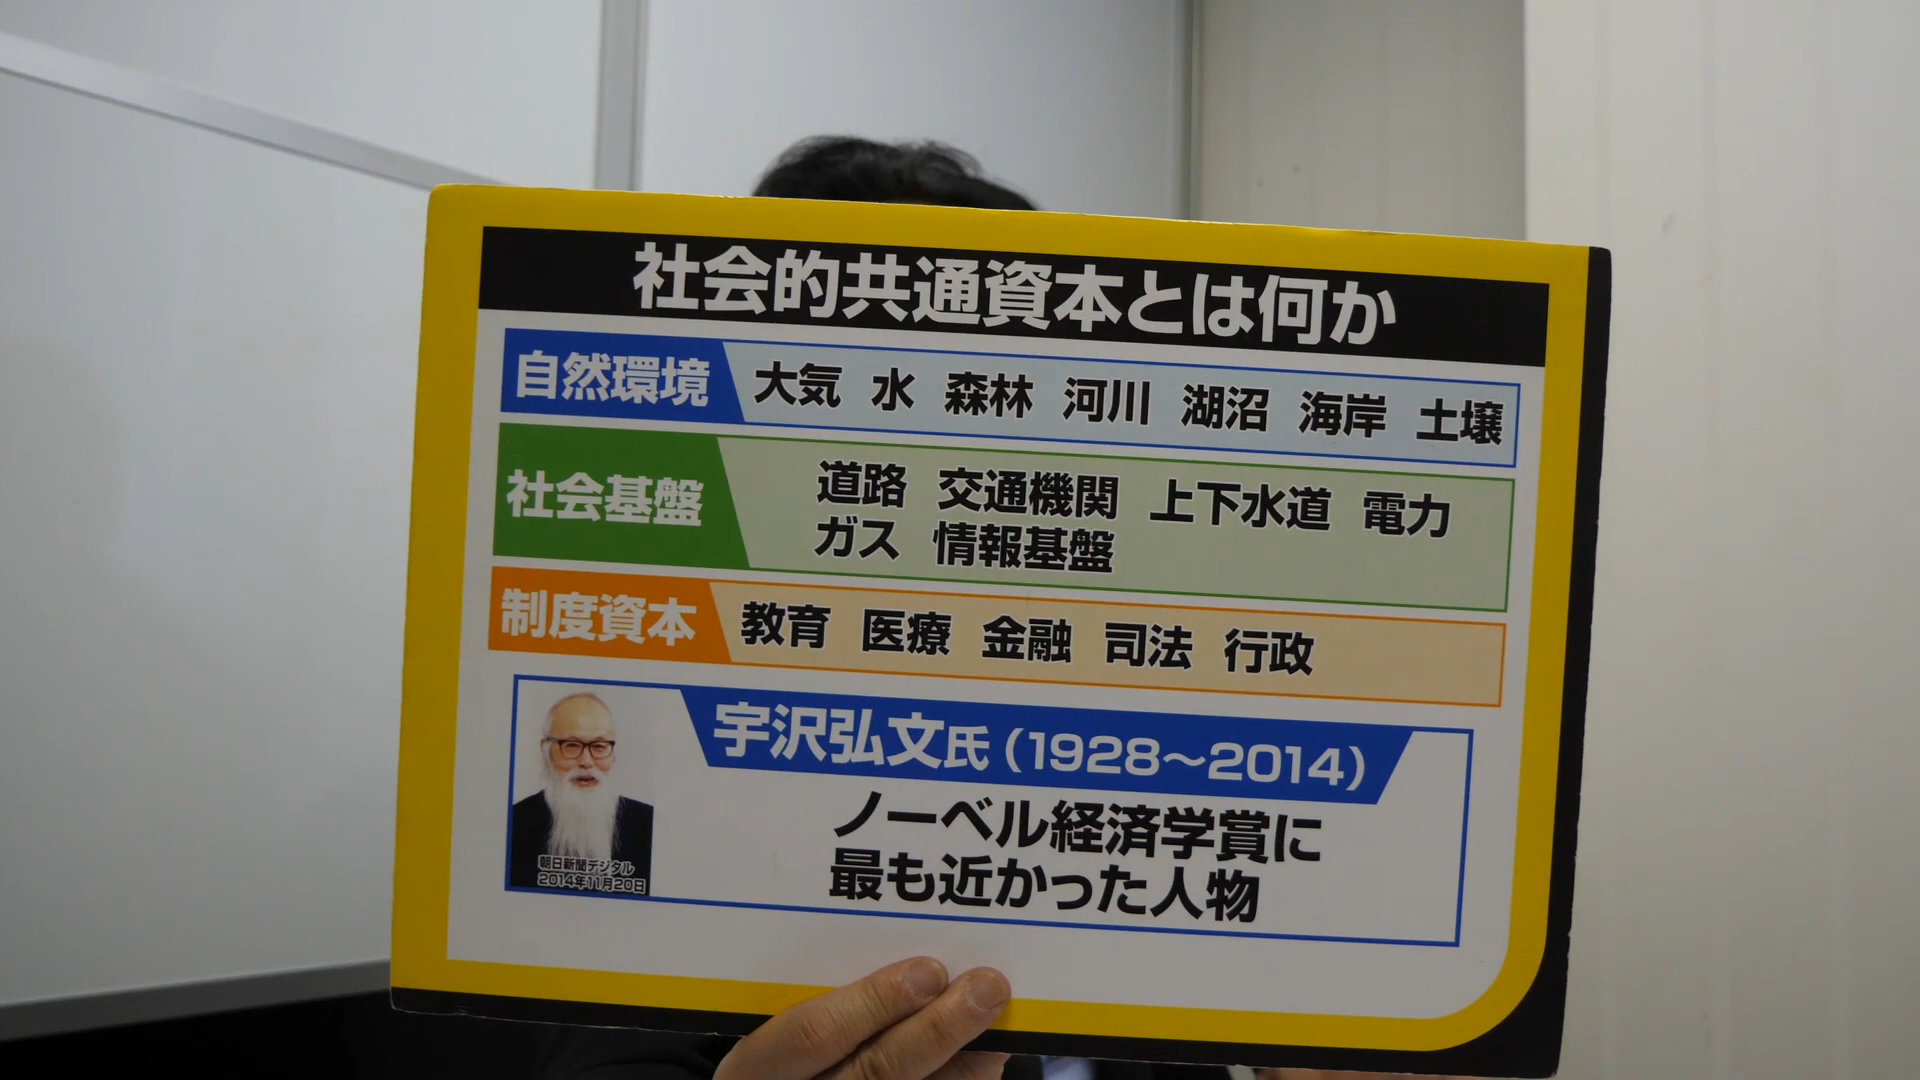 社会的共通資本とは何か
自然環境 大気 水 森林 河川 湖沼 海岸 土壌
社会基盤 道路 交通機関 上下水道 電力
ガス 情報基盤
制度資本 教育 医療 金融 司法 行政
宇沢弘文氏（1928～2014）
ノーベル経済学賞に
最も近かった人物
朝日新聞デジタル
2014年11月20日